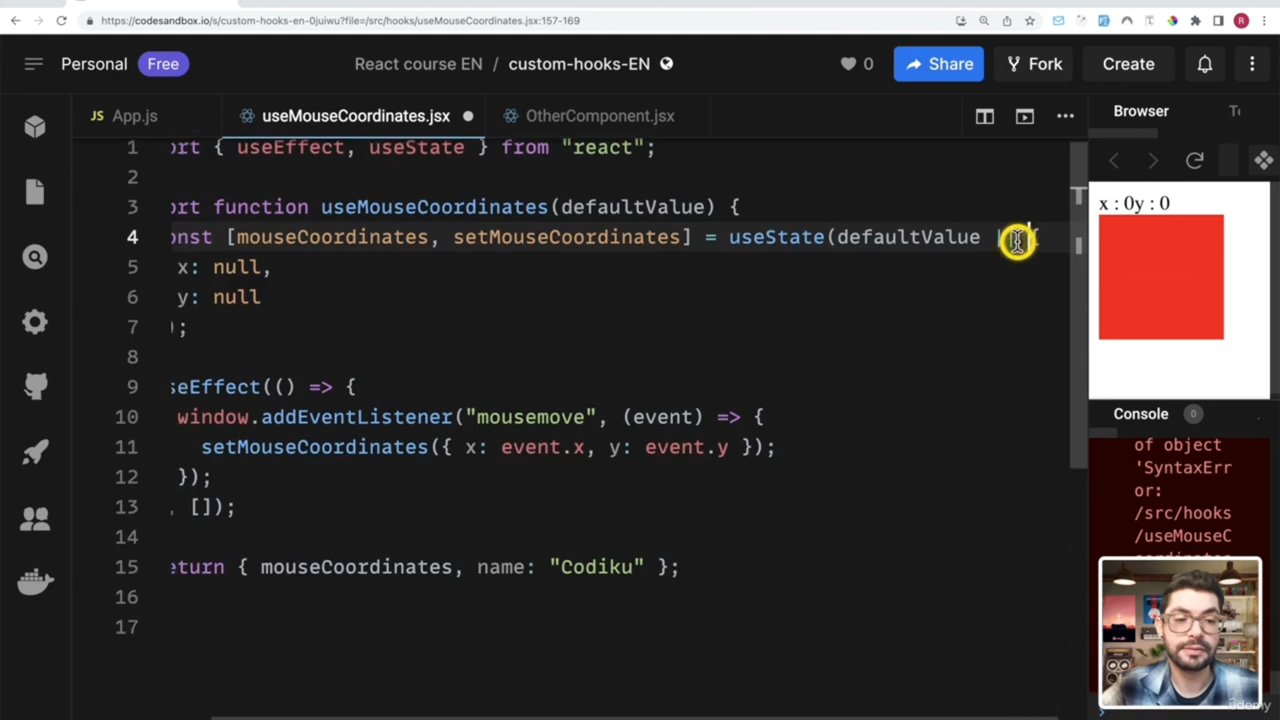 https://codesandbox.io/s/custom-hooks-en-0juiwu?file=/src/hooks/useMouseCoordinates.jsx:157-169
Personal Free React course EN / custom-hooks-EN 0 Share Fork Create
JS App.js useMouseCoordinates.jsx OtherComponent.jsx Browser
1 ort { useEffect, useState } from "react";
2
3 ort function useMouseCoordinates(defaultValue) {
4 onst [mouseCoordinates, setMouseCoordinates] = useState(defaultValue || {
5 x: null,
6 y: null
7 );
8
9 seEffect(() => {
10 window.addEventListener("mousemove", (event) => {
11 setMouseCoordinates({ x: event.x, y: event.y });
12 });
13 , []);
14
15 eturn { mouseCoordinates, name: "Codiku" };
16
17
x : 0y : 0
Console 0
of object
'SyntaxErr
or:
/src/hooks
/useMouseC
udemy